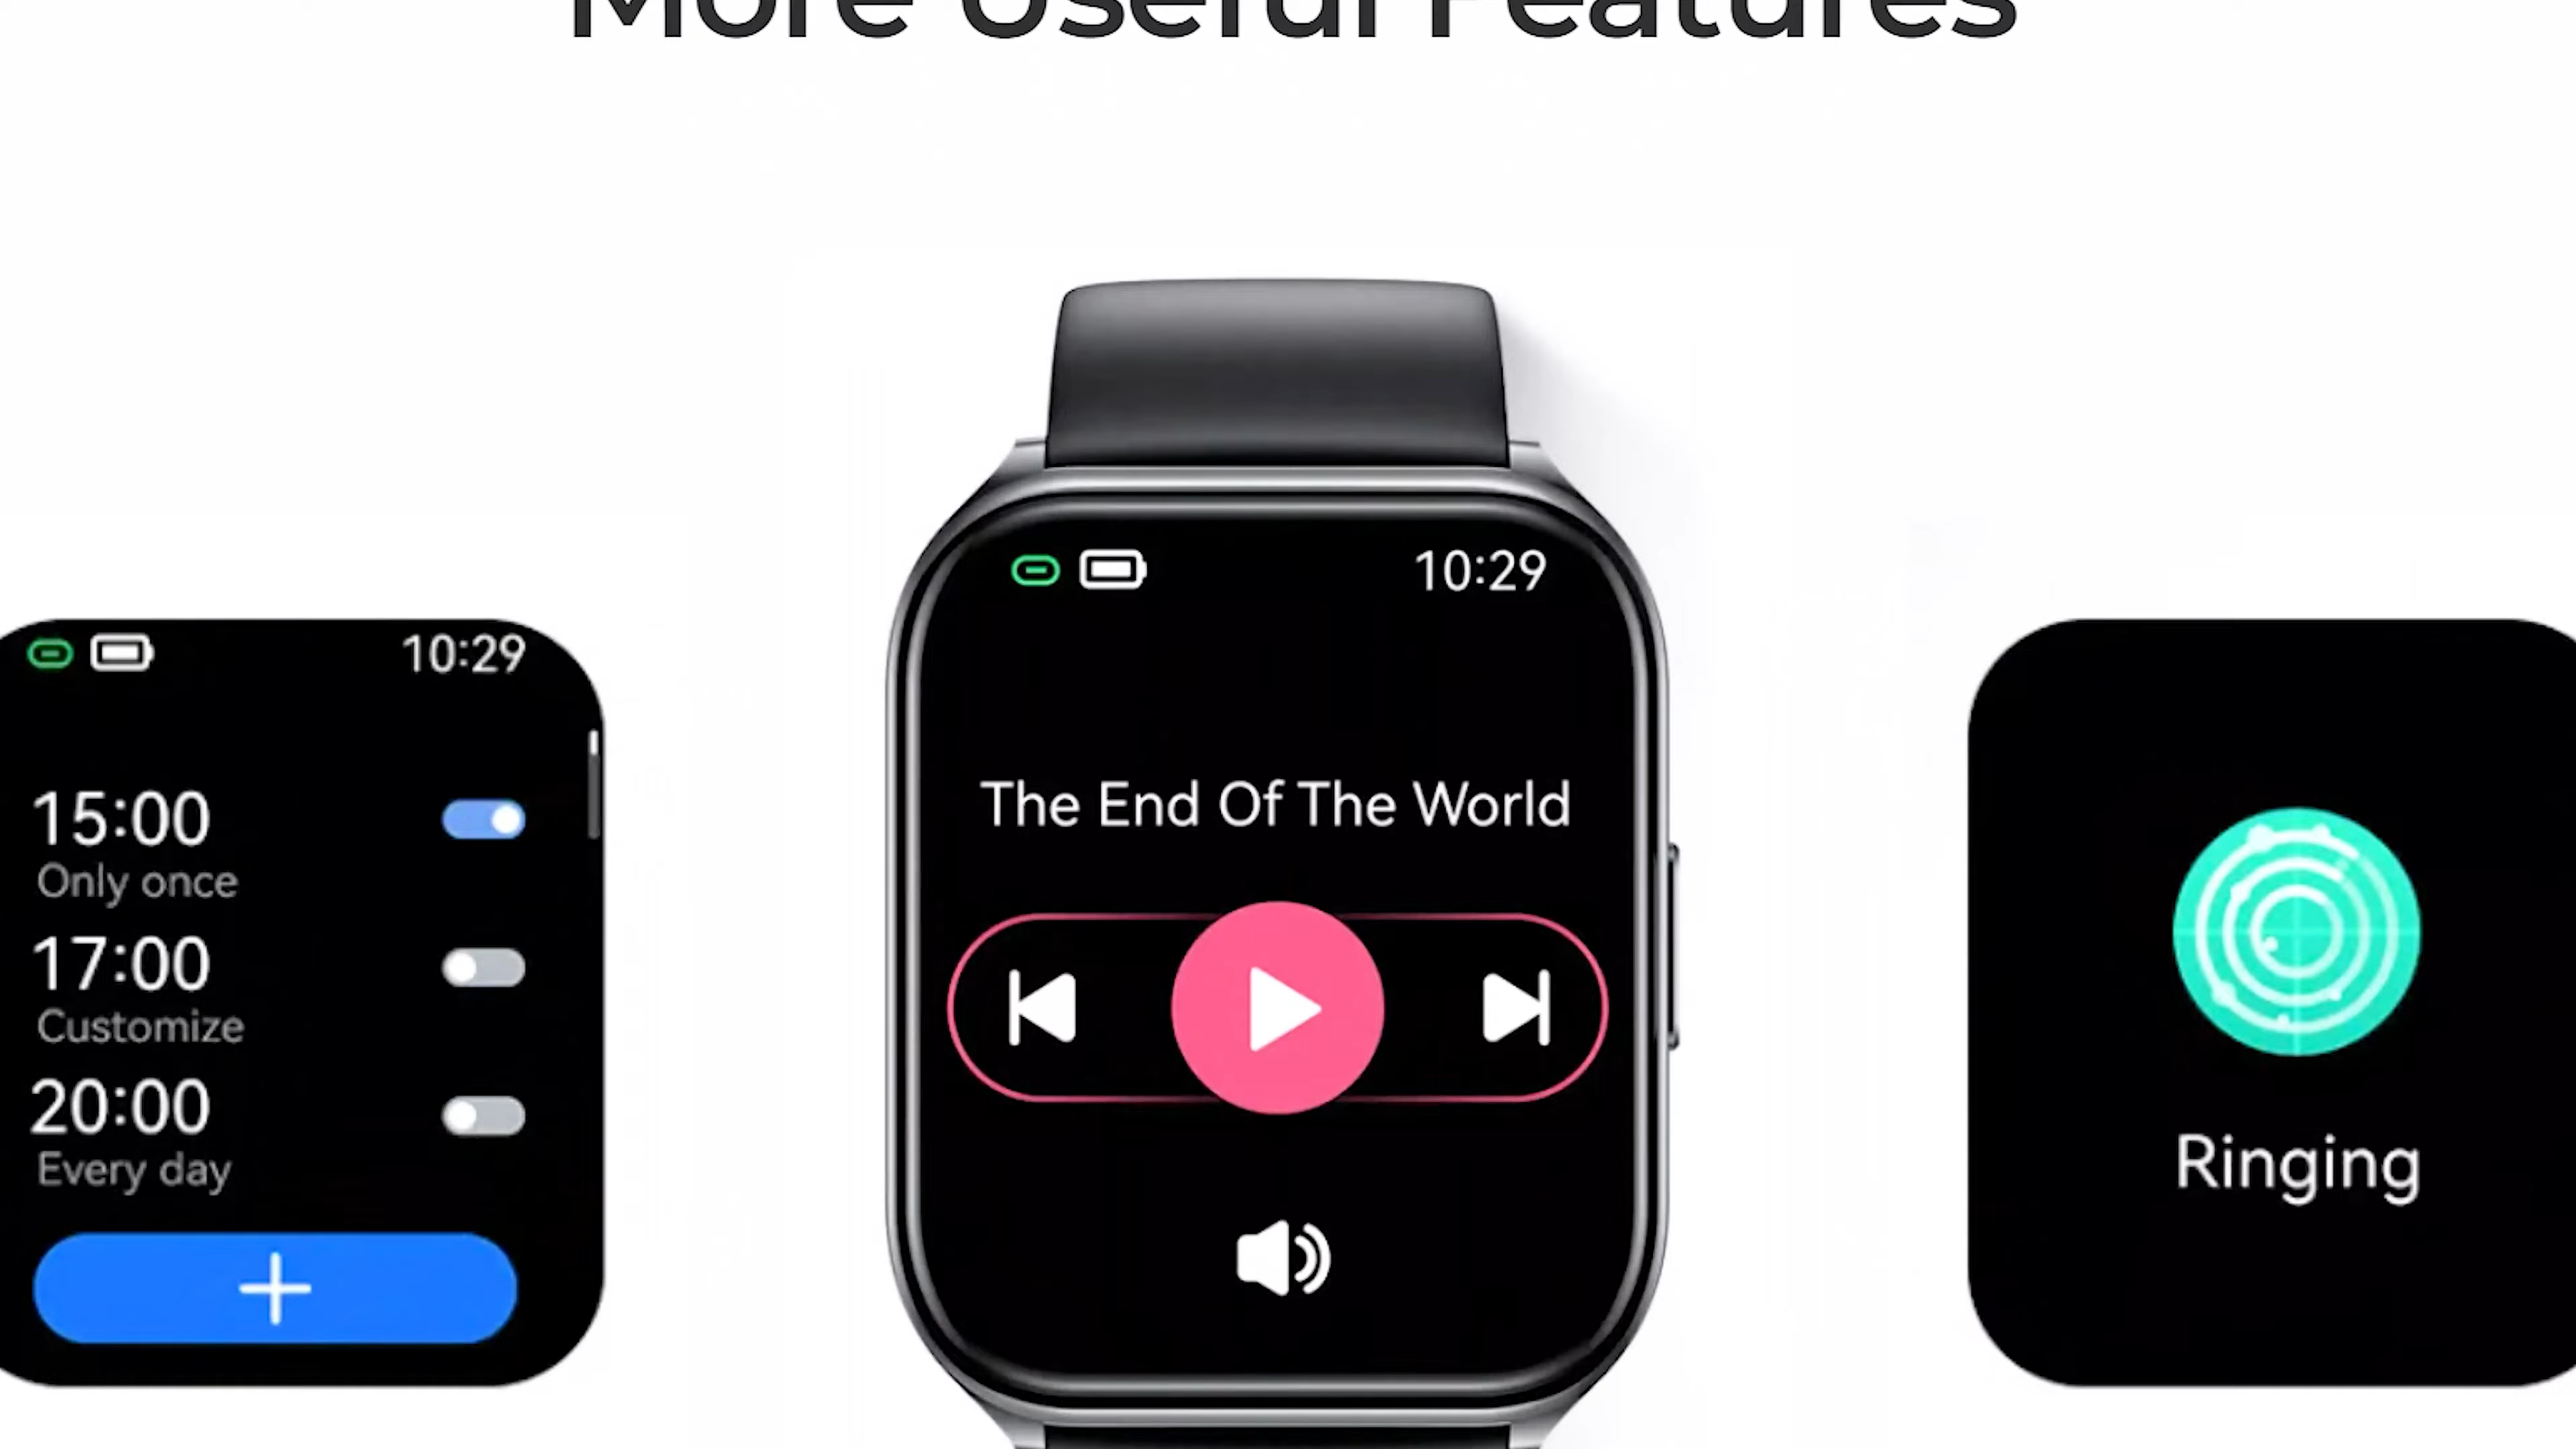 More Useful Features
10:29
15:00
Only once
17:00
Customize
20:00
Every day
10:29
The End Of The World
Ringing